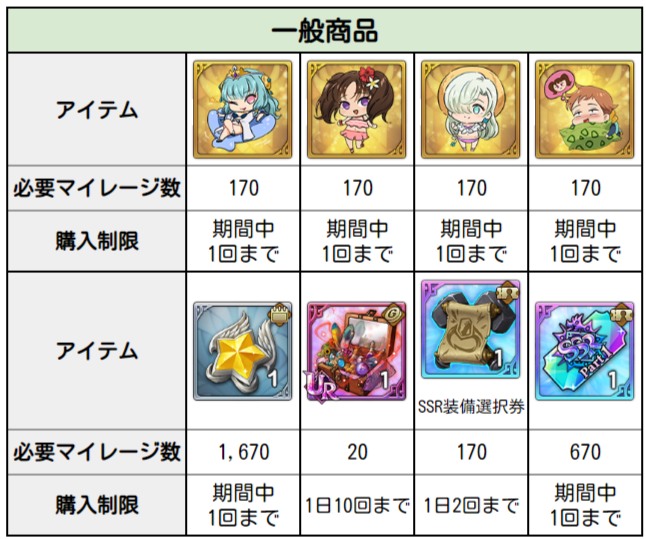 一般商品
アイテム
必要マイレージ数 170 170 170 170
購入制限 期間中 期間中 期間中 期間中
1回まで 1回まで 1回まで 1回まで
アイテム
1 G UR 1 1 SSR Part.1 1
SSR装備選択券
必要マイレージ数 1,670 20 170 670
購入制限 期間中 1日10回まで 1日2回まで 期間中
1回まで 1回まで